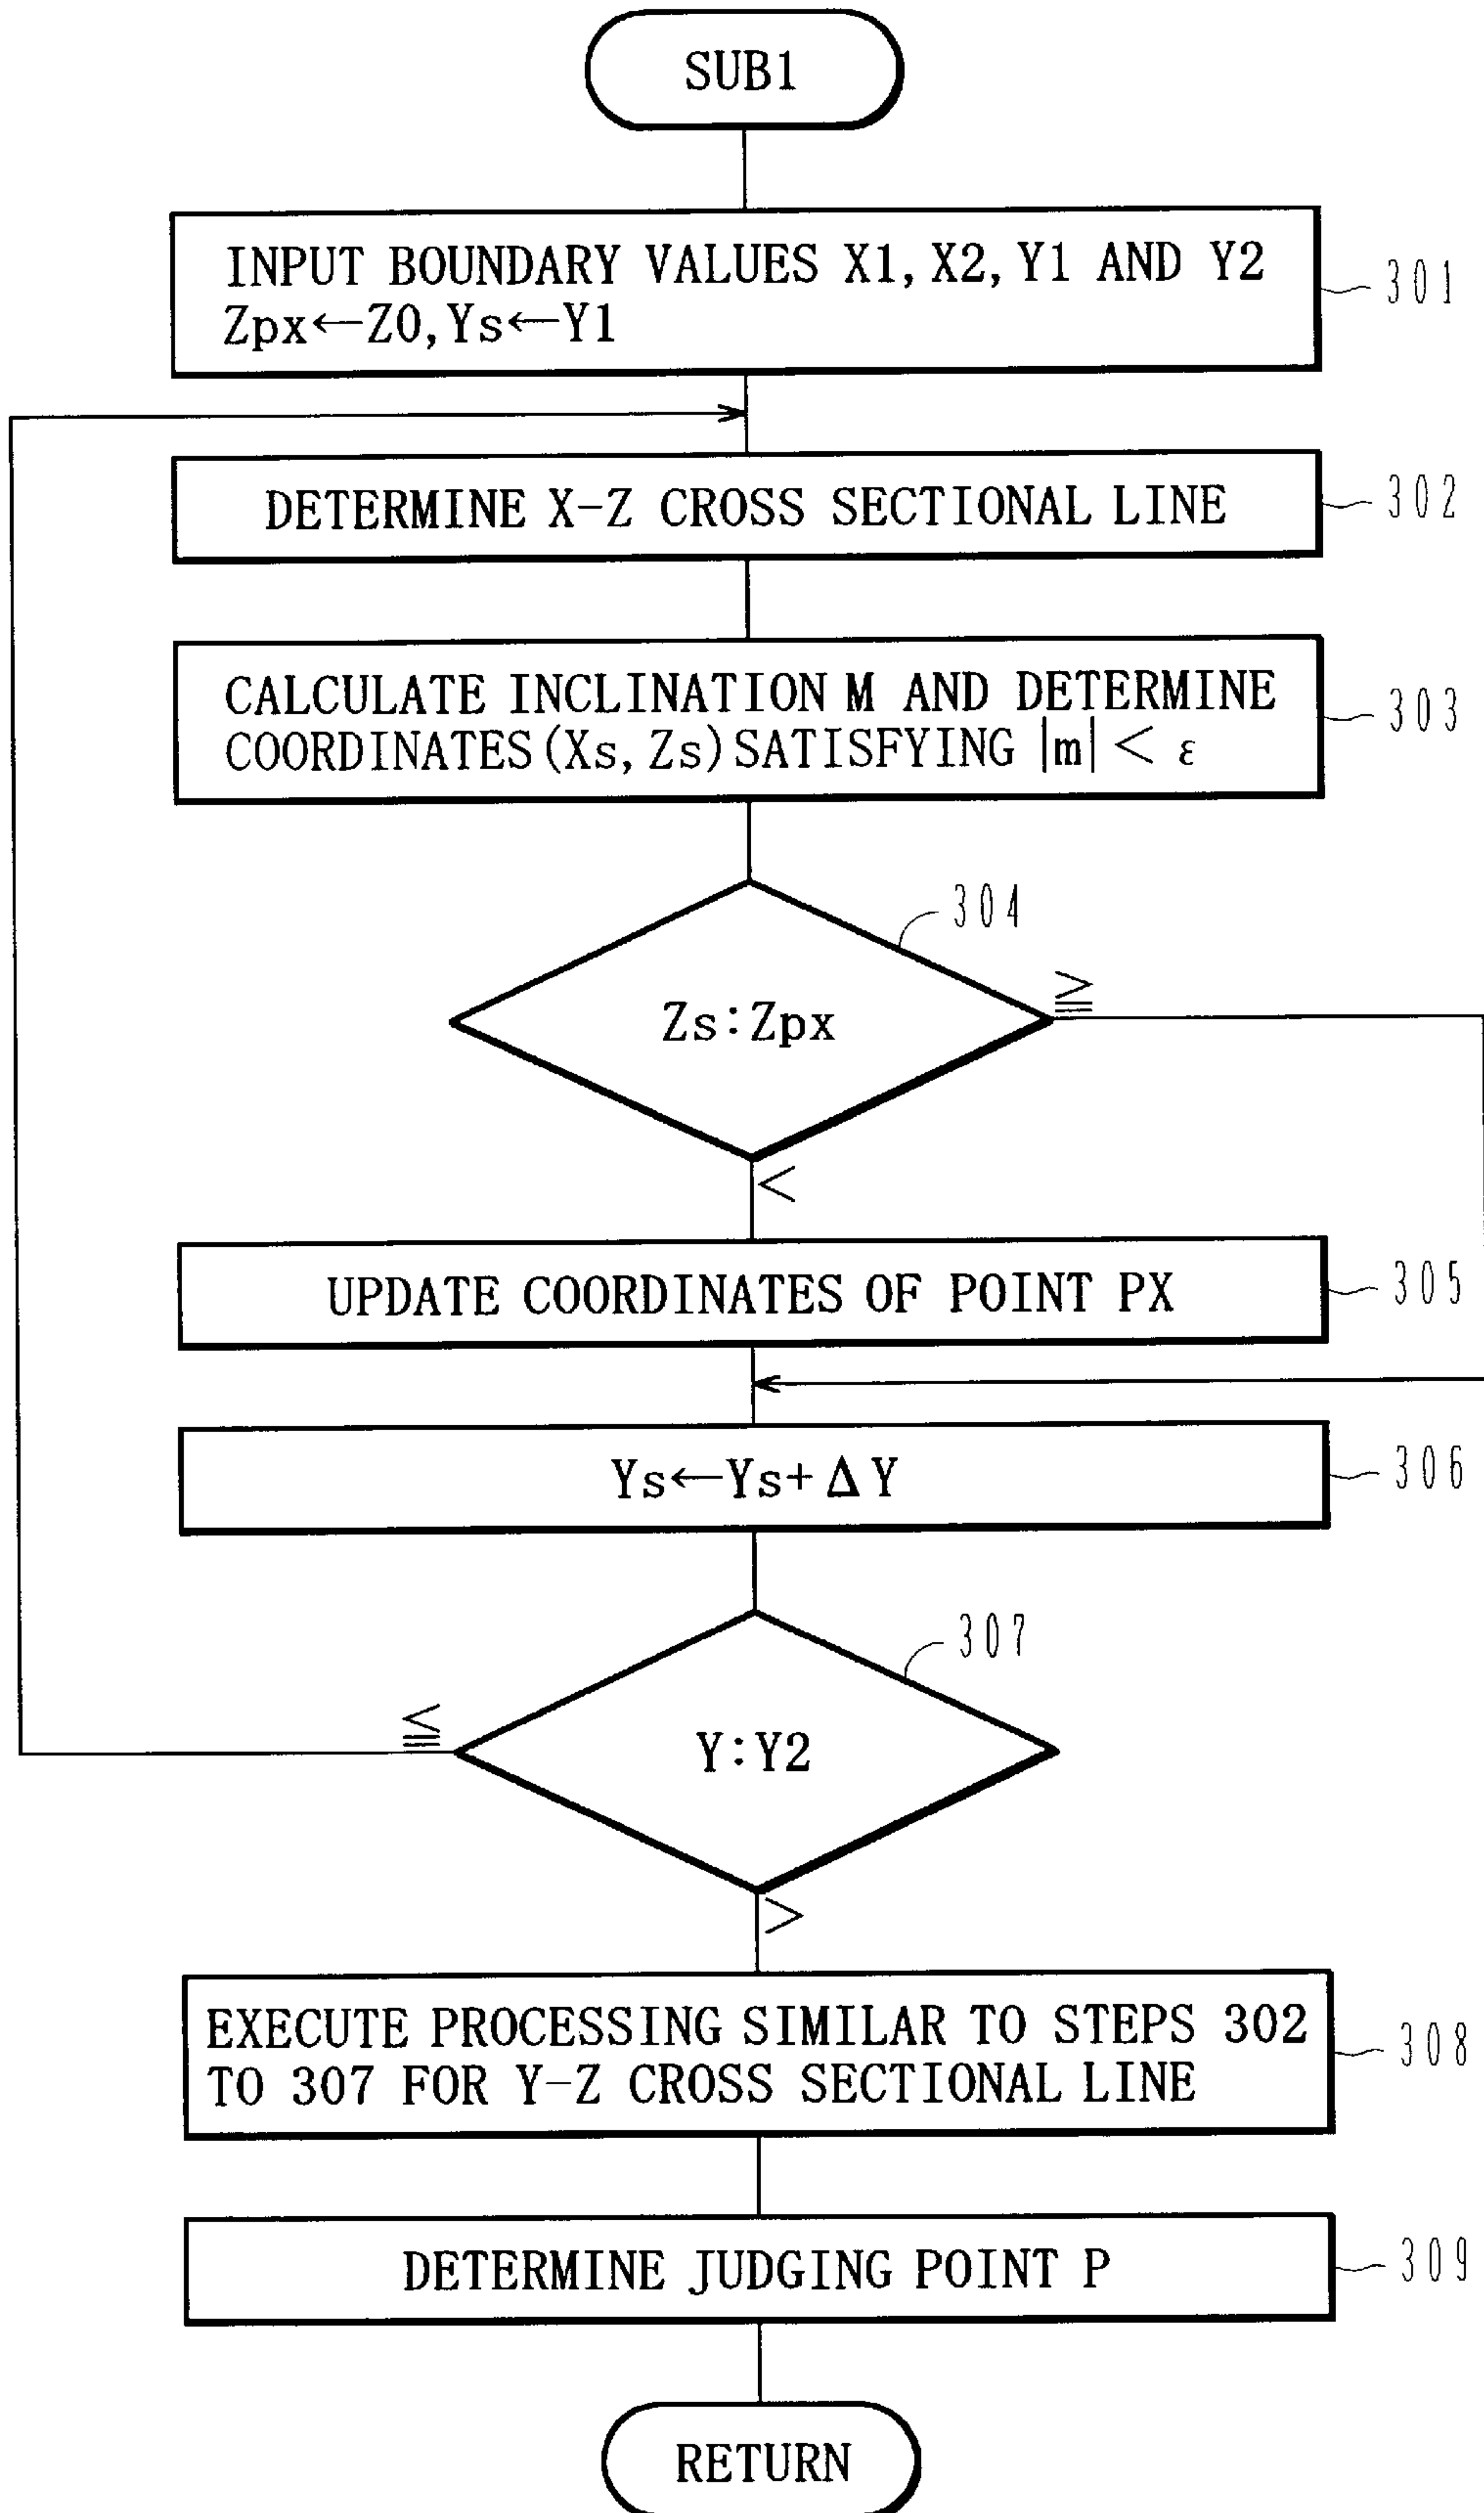 SUB1
INPUT BOUNDARY VALUES X1, X2, Y1 AND Y2
Zpx←Z0, Ys←Y1
301
DETERMINE X-Z CROSS SECTIONAL LINE
302
CALCULATE INCLINATION M AND DETERMINE
COORDINATES (Xs, Zs) SATISFYING |m| < ε
303
304
Zs:Zpx
≧
<
UPDATE COORDINATES OF POINT PX
305
Ys←Ys+ΔY
306
307
Y:Y2
≦
>
EXECUTE PROCESSING SIMILAR TO STEPS 302
TO 307 FOR Y-Z CROSS SECTIONAL LINE
308
DETERMINE JUDGING POINT P
309
RETURN